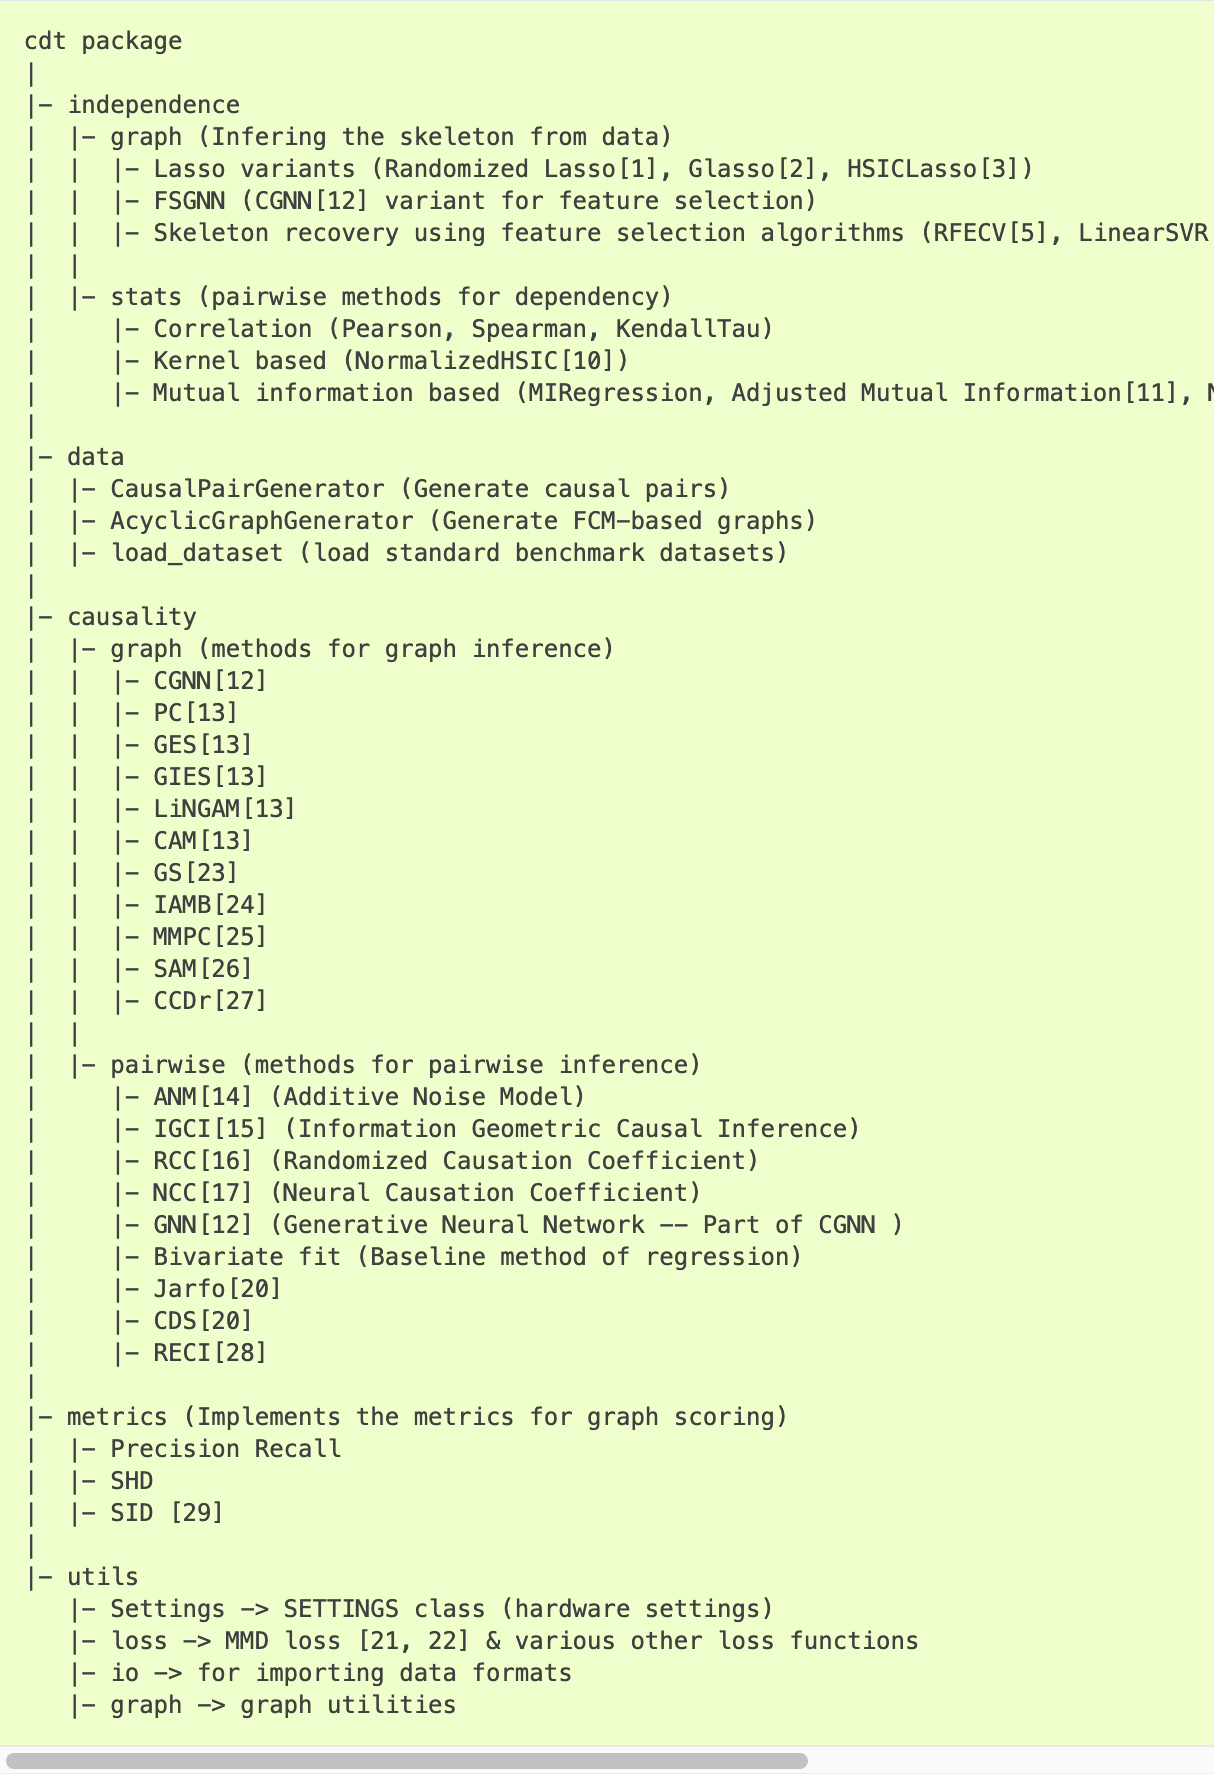 cdt package
|
|- independence
|  |- graph (Infering the skeleton from data)
|  |  |- Lasso variants (Randomized Lasso[1], Glasso[2], HSICLasso[3])
|  |  |- FSGNN (CGNN[12] variant for feature selection)
|  |  |- Skeleton recovery using feature selection algorithms (RFECV[5], LinearSVR
|  |
|  |- stats (pairwise methods for dependency)
|     |- Correlation (Pearson, Spearman, KendallTau)
|     |- Kernel based (NormalizedHSIC[10])
|     |- Mutual information based (MIRegression, Adjusted Mutual Information[11],
|
|- data
|  |- CausalPairGenerator (Generate causal pairs)
|  |- AcyclicGraphGenerator (Generate FCM-based graphs)
|  |- load_dataset (load standard benchmark datasets)
|
|- causality
|  |- graph (methods for graph inference)
|  |  |- CGNN[12]
|  |  |- PC[13]
|  |  |- GES[13]
|  |  |- GIES[13]
|  |  |- LiNGAM[13]
|  |  |- CAM[13]
|  |  |- GS[23]
|  |  |- IAMB[24]
|  |  |- MMPC[25]
|  |  |- SAM[26]
|  |  |- CCDr[27]
|  |
|  |- pairwise (methods for pairwise inference)
|     |- ANM[14] (Additive Noise Model)
|     |- IGCI[15] (Information Geometric Causal Inference)
|     |- RCC[16] (Randomized Causation Coefficient)
|     |- NCC[17] (Neural Causation Coefficient)
|     |- GNN[12] (Generative Neural Network -- Part of CGNN )
|     |- Bivariate fit (Baseline method of regression)
|     |- Jarfo[20]
|     |- CDS[20]
|     |- RECI[28]
|
|- metrics (Implements the metrics for graph scoring)
|  |- Precision Recall
|  |- SHD
|  |- SID [29]
|
|- utils
   |- Settings -> SETTINGS class (hardware settings)
   |- loss -> MMD loss [21, 22] & various other loss functions
   |- io -> for importing data formats
   |- graph -> graph utilities